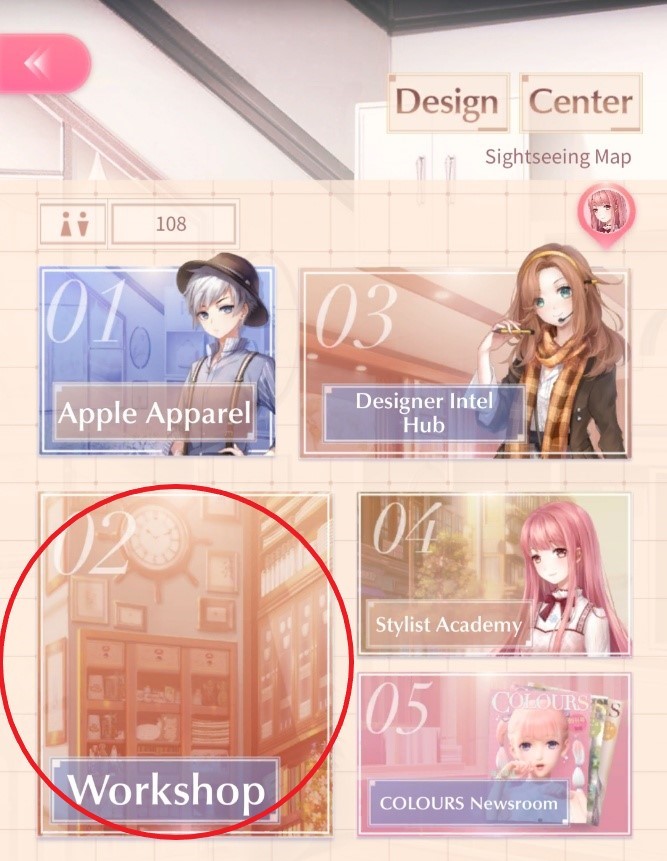 Design Center
Sightseeing Map
108
01
Apple Apparel
03
Designer Intel
Hub
02
Workshop
04
Stylist Academy
05
COLOURS
COLOURS Newsroom